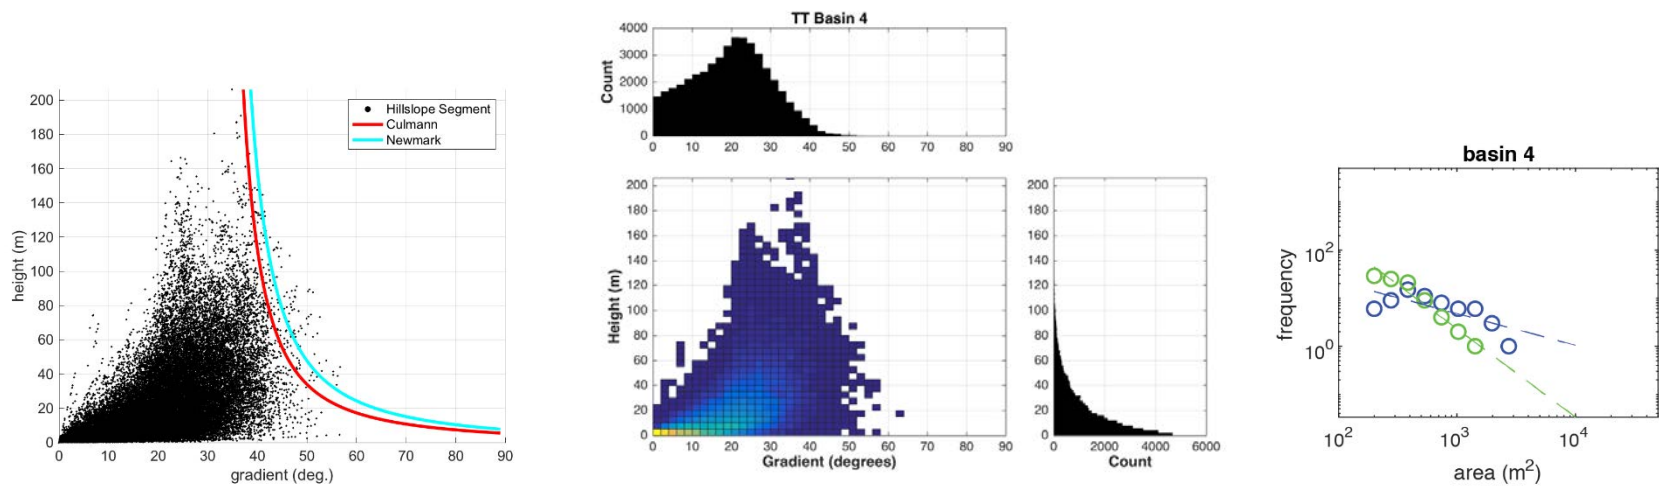 200
180
160
140
120
100
80
60
40
20
0
height (m)
0 10 20 30 40 50 60 70 80 90
gradient (deg.)
Hillslope Segment
Culmann
Newmark
TT Basin 4
4000
3000
2000
1000
0
Count
0 10 20 30 40 50 60 70 80 90
200
180
160
140
120
100
80
60
40
20
0
Height (m)
0 10 20 30 40 50 60 70 80 90
Gradient (degrees)
200
180
160
140
120
100
80
60
40
20
0
0 2000 4000 6000
Count
basin 4
10²
10⁰
frequency
10² 10³ 10⁴
area (m²)